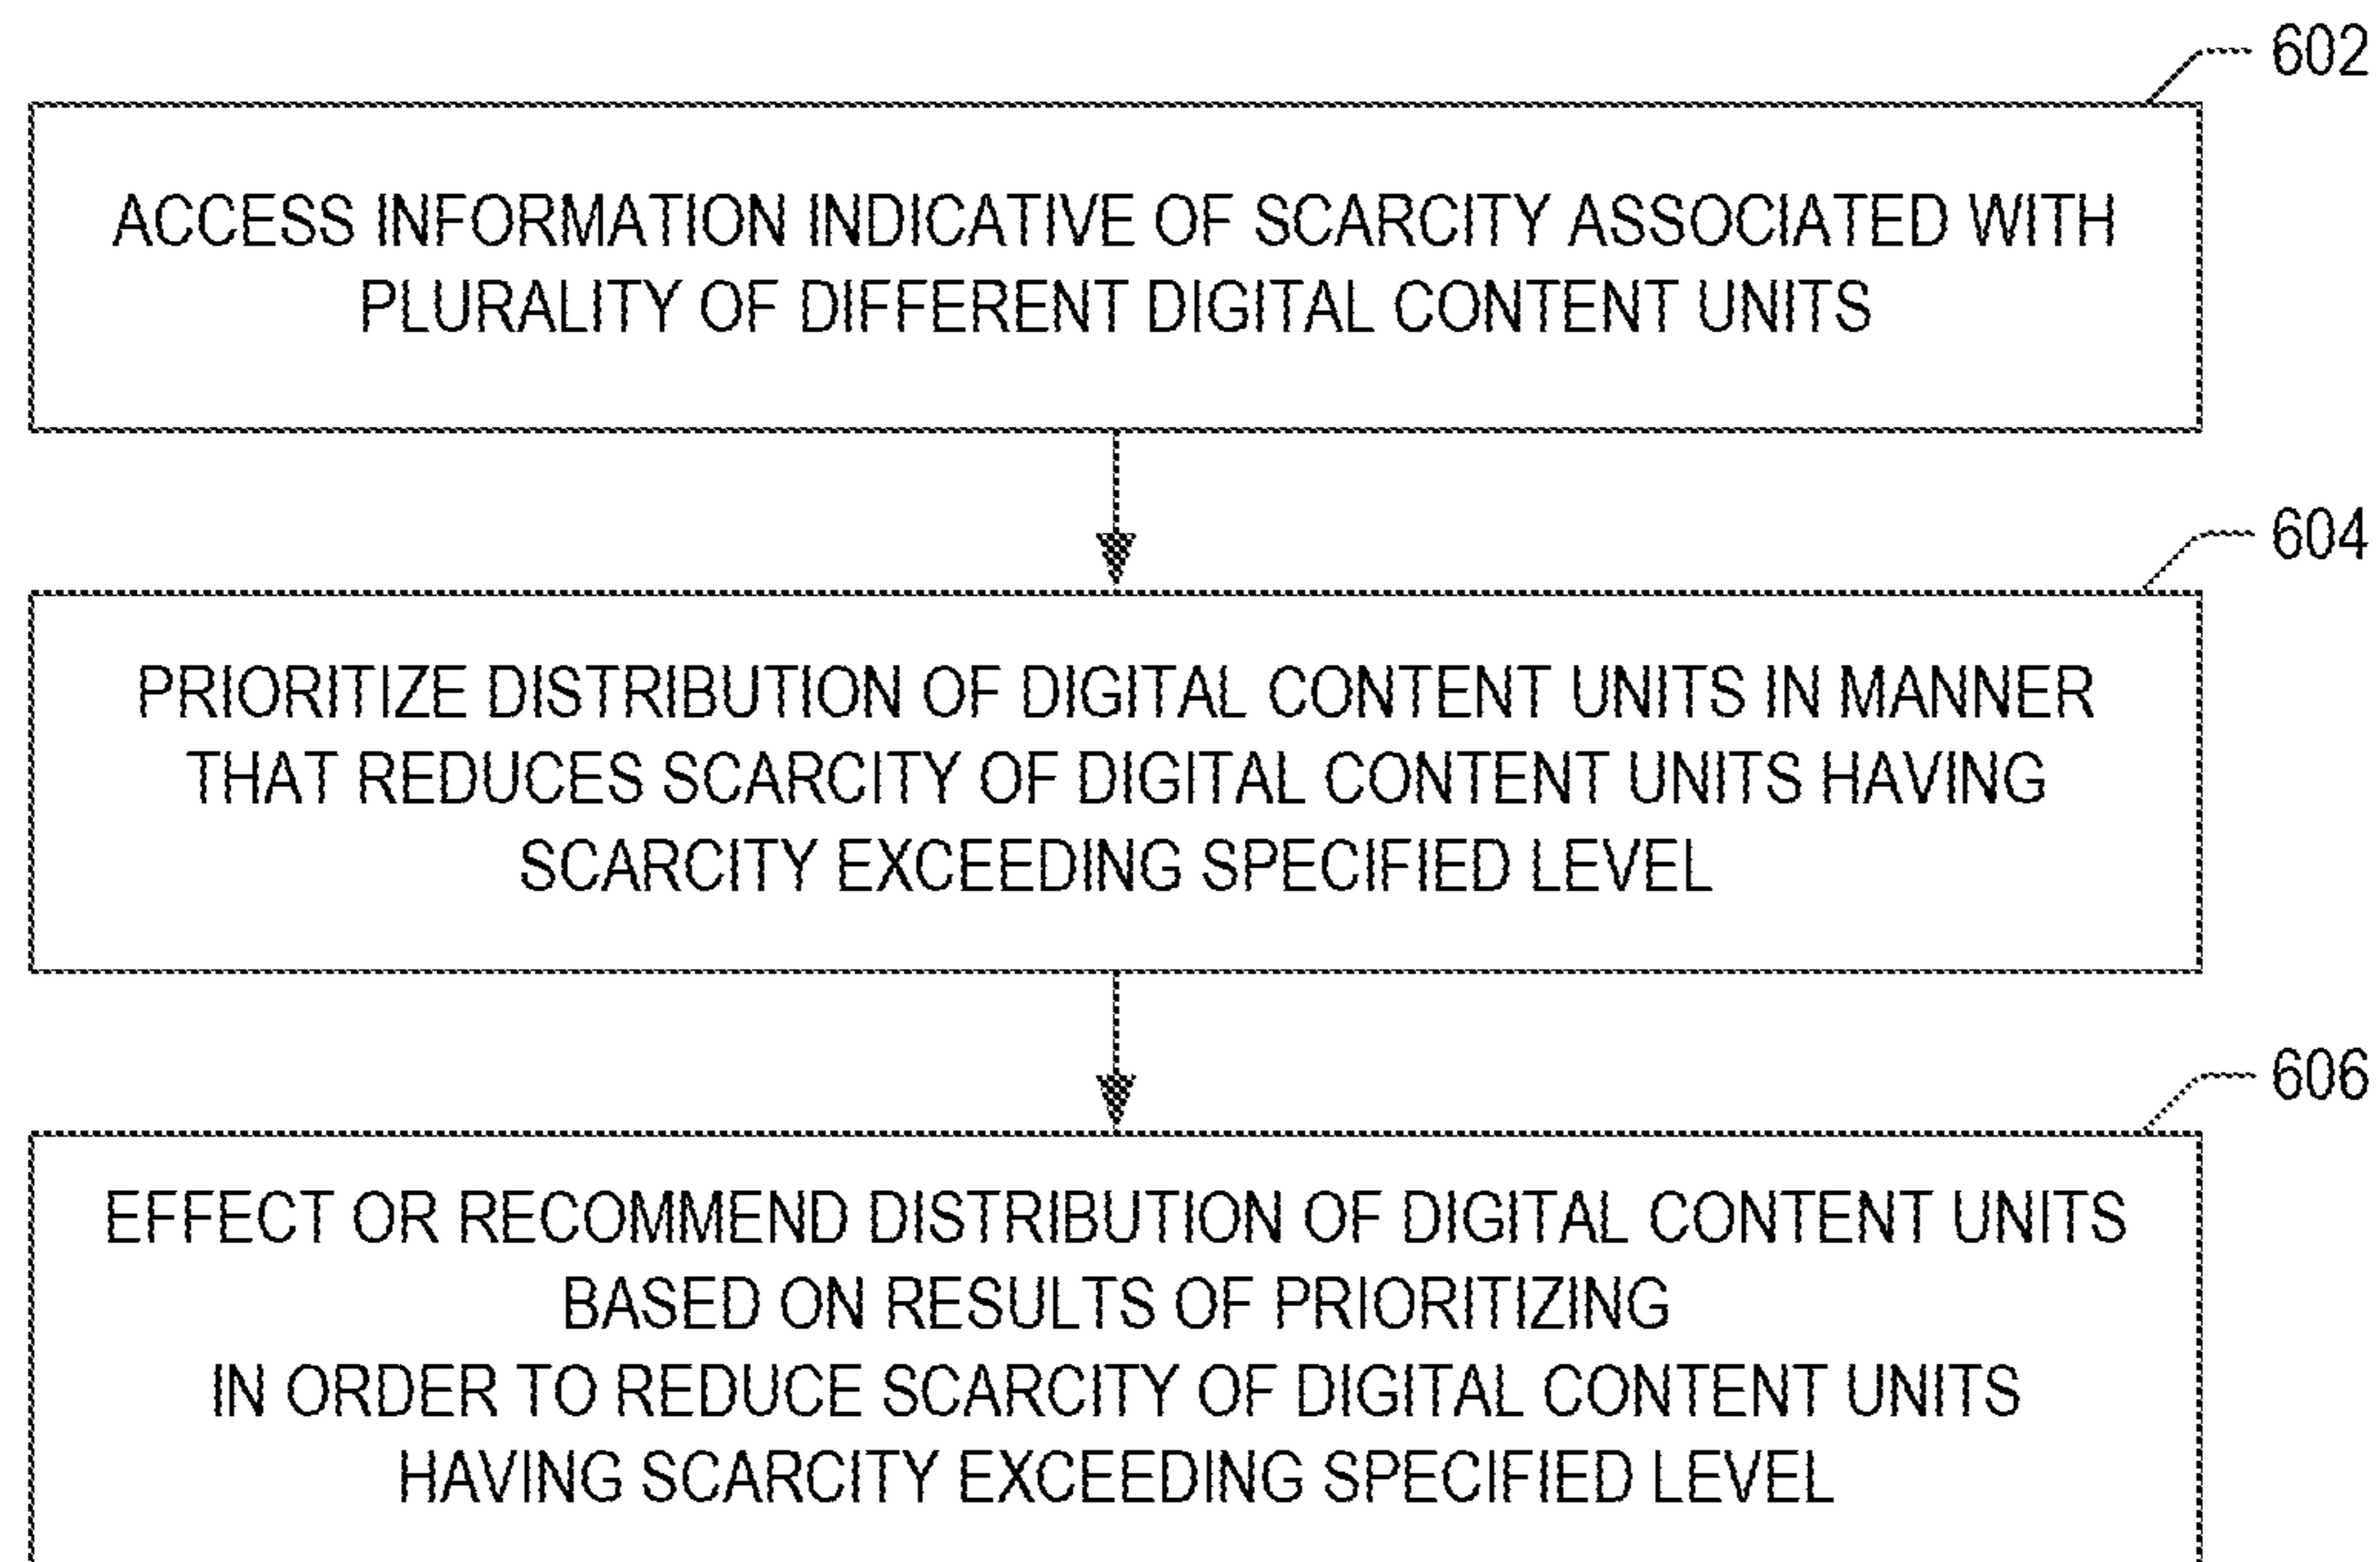 602
ACCESS INFORMATION INDICATIVE OF SCARCITY ASSOCIATED WITH
PLURALITY OF DIFFERENT DIGITAL CONTENT UNITS
604
PRIORITIZE DISTRIBUTION OF DIGITAL CONTENT UNITS IN MANNER
THAT REDUCES SCARCITY OF DIGITAL CONTENT UNITS HAVING
SCARCITY EXCEEDING SPECIFIED LEVEL
606
EFFECT OR RECOMMEND DISTRIBUTION OF DIGITAL CONTENT UNITS
BASED ON RESULTS OF PRIORITIZING
IN ORDER TO REDUCE SCARCITY OF DIGITAL CONTENT UNITS
HAVING SCARCITY EXCEEDING SPECIFIED LEVEL